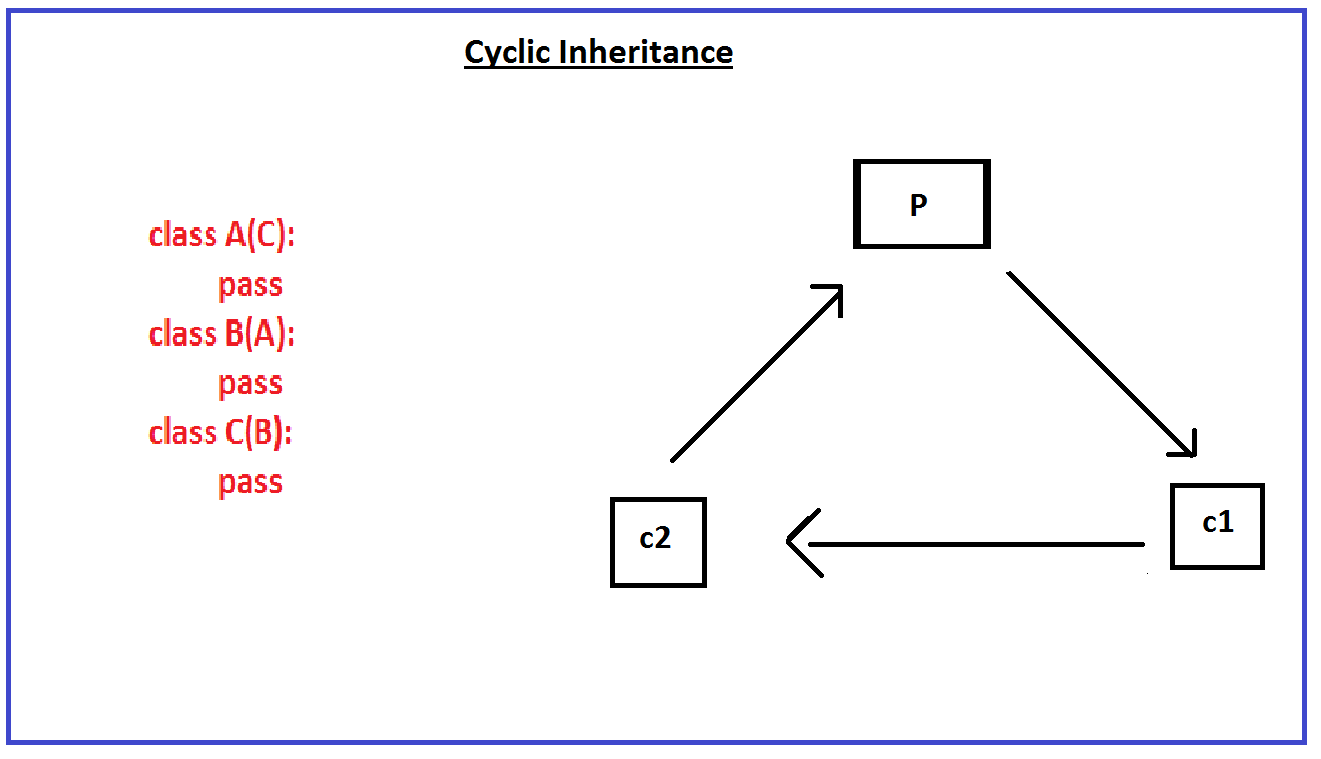 Cyclic Inheritance
class A(C):
pass
class B(A):
pass
class C(B):
pass
P
c1
c2